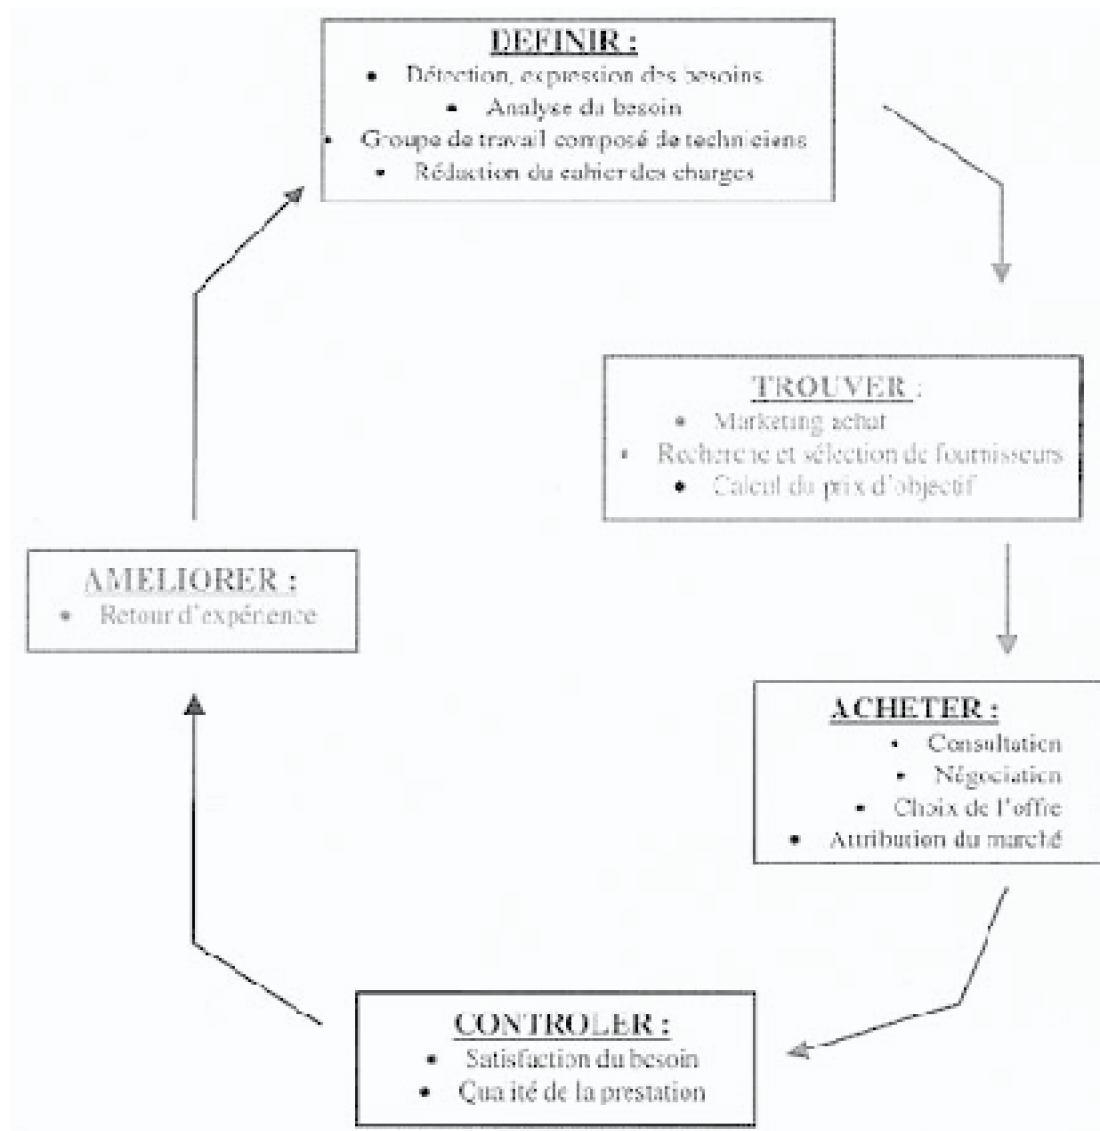 DEFINIR :
• Détection, expression des besoins
• Analyse du besoin
• Groupe de travail composé de techniciens
• Rédaction du cahier des charges
TROUVER :
• Marketing achat
• Recherche et sélection de fournisseurs
• Calcul du prix d'objectif
AMELIORER :
• Retour d'expérience
ACHETER :
• Consultation
• Négociation
• Choix de l'offre
• Attribution du marché
CONTROLER :
• Satisfaction du besoin
• Qualité de la prestation